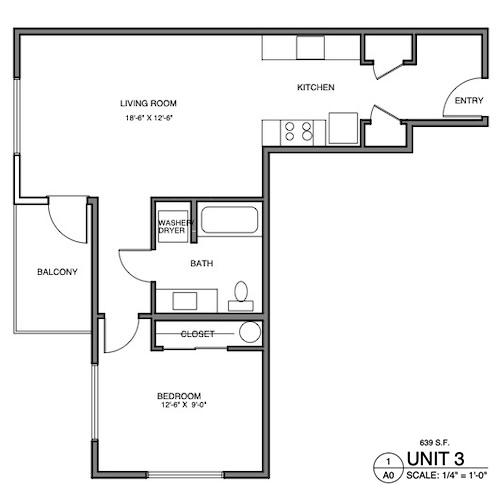 KITCHEN
ENTRY
LIVING ROOM
18'-6" X 12'-6"
WASHER/
DRYER
BATH
BALCONY
CLOSET
BEDROOM
12'-6" X 9'-0"
639 S.F.
1
A0
UNIT 3
SCALE: 1/4" = 1'-0"